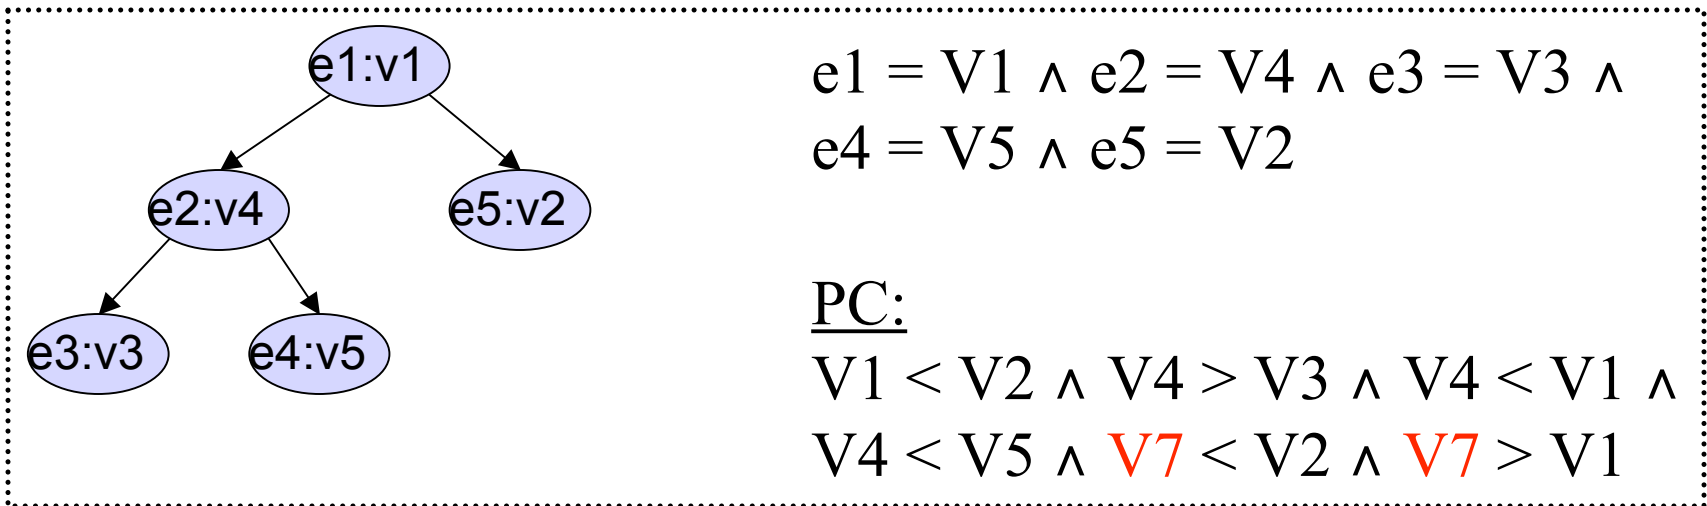 e1:v1
e2:v4
e5:v2
e3:v3
e4:v5
e1 = V1 ∧ e2 = V4 ∧ e3 = V3 ∧
e4 = V5 ∧ e5 = V2
PC:
V1 < V2 ∧ V4 > V3 ∧ V4 < V1 ∧
V4 < V5 ∧ V7 < V2 ∧ V7 > V1